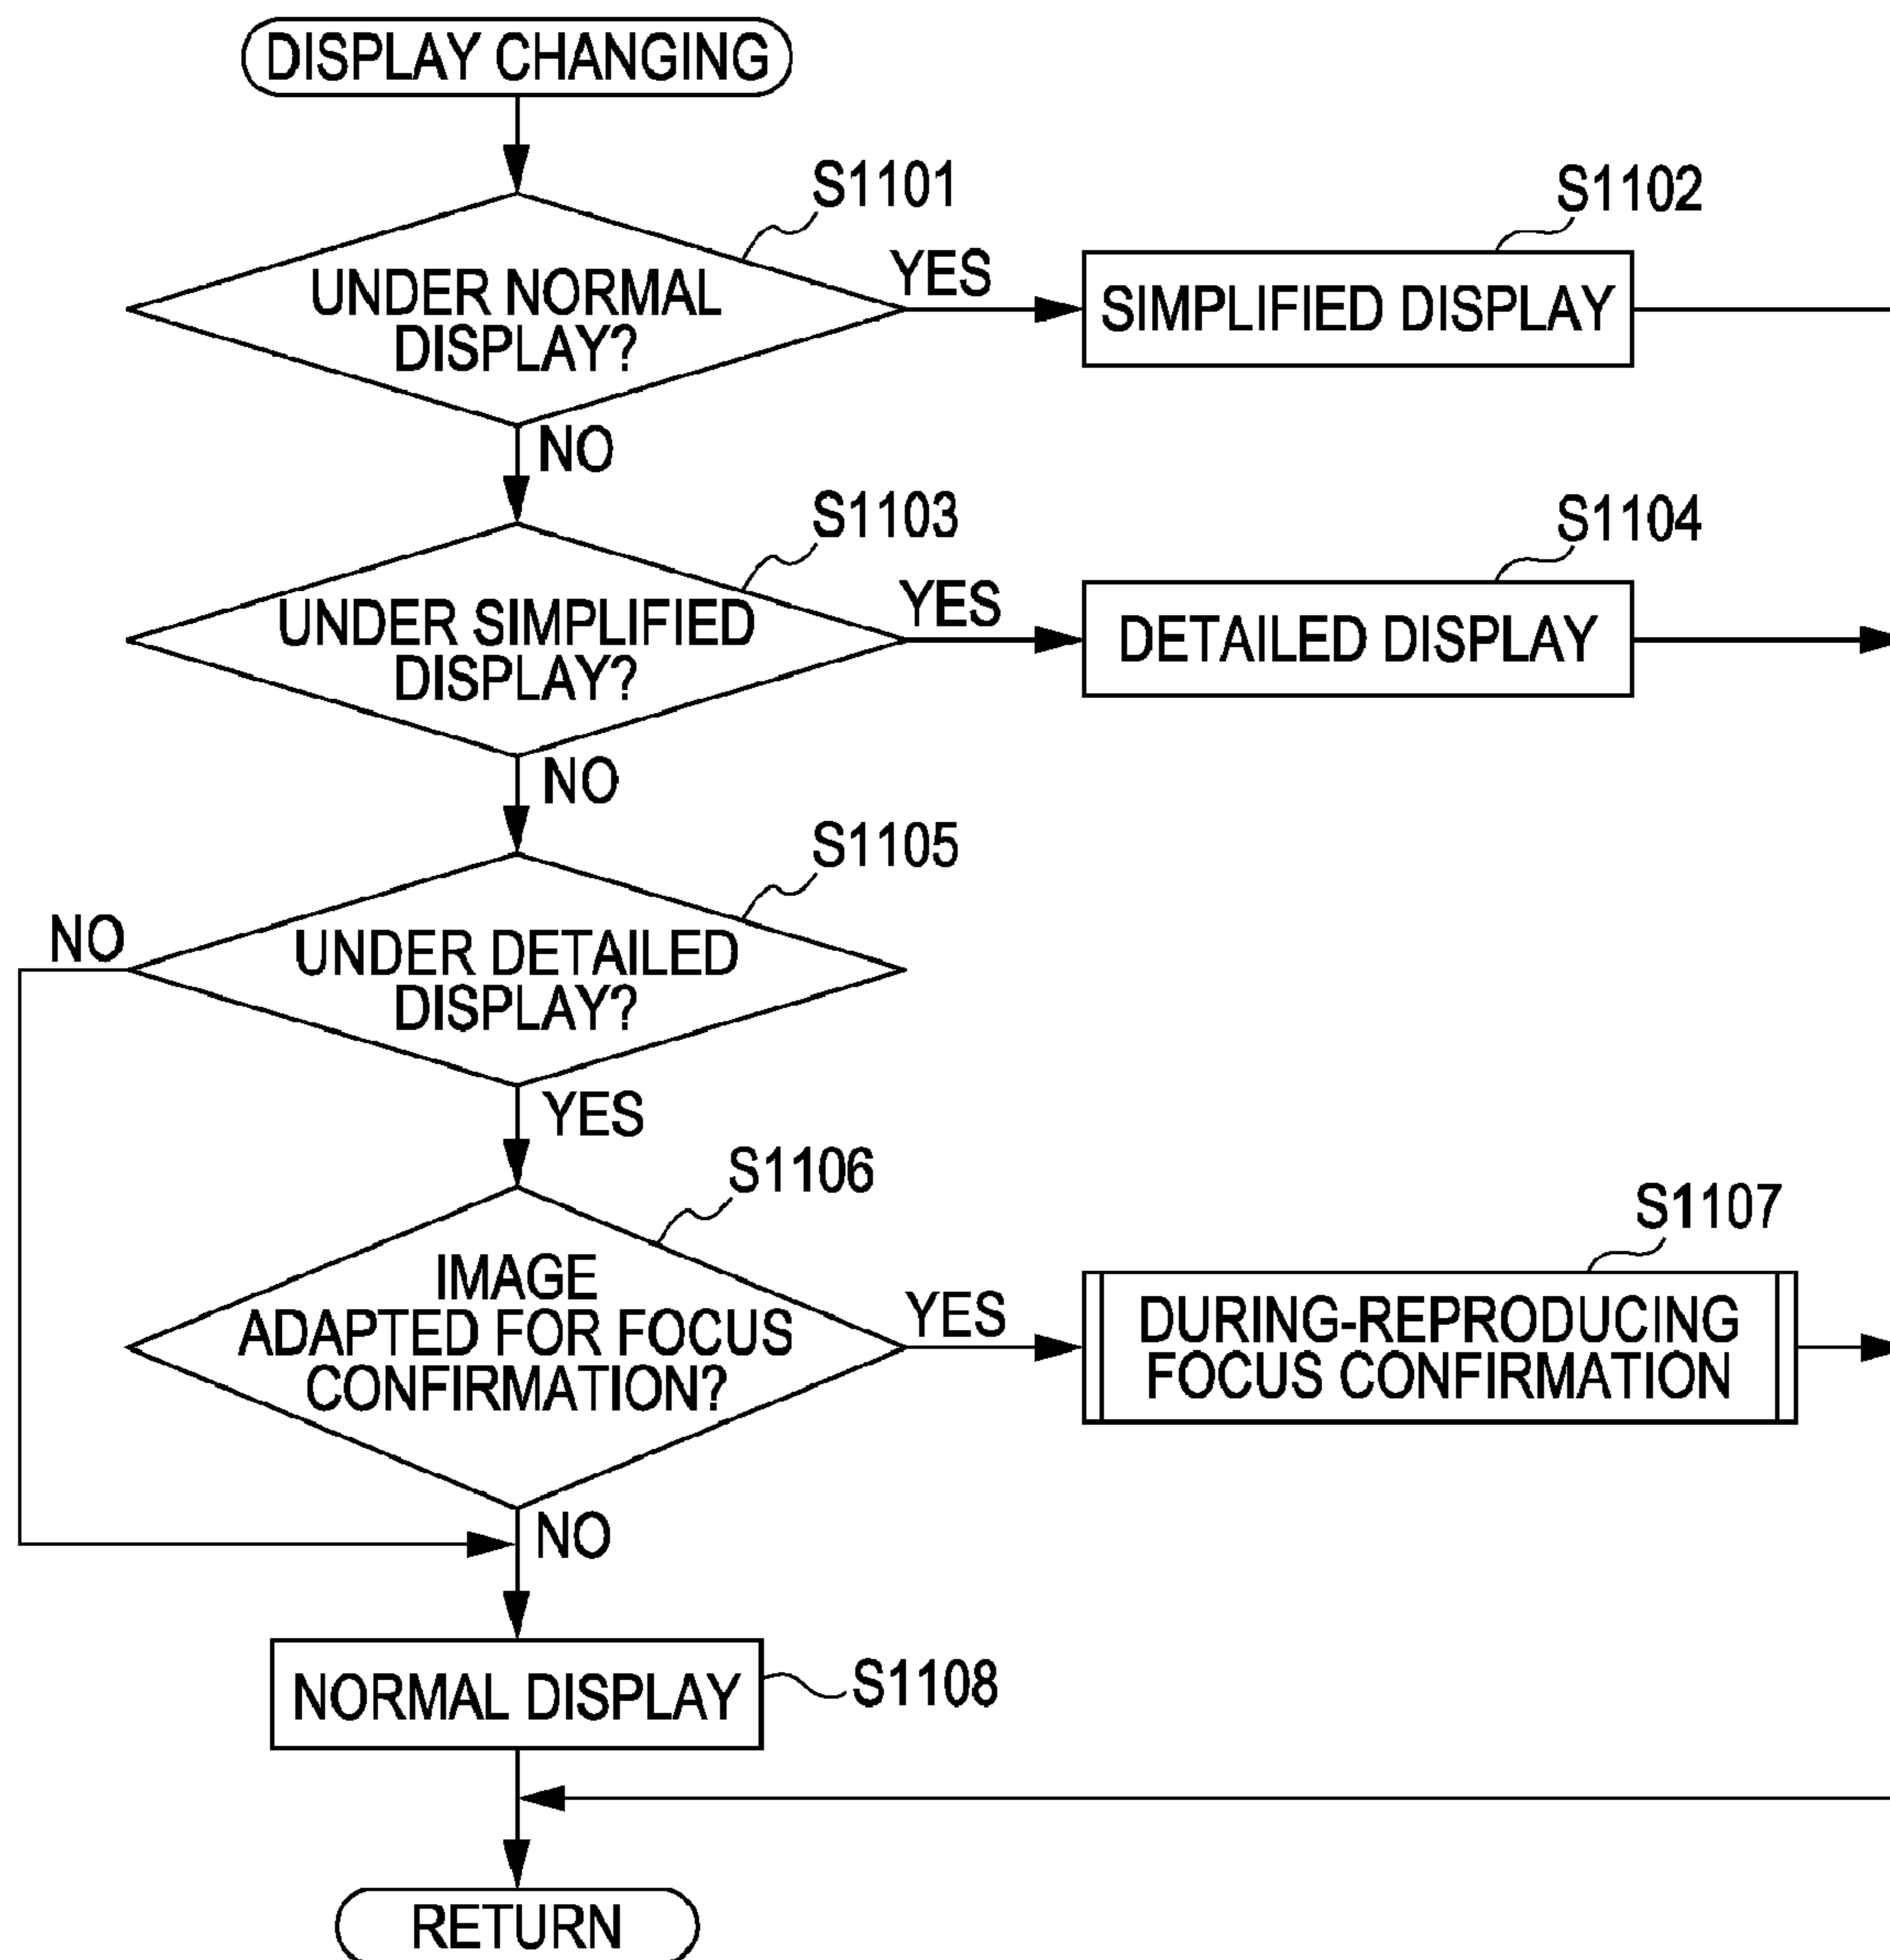 DISPLAY CHANGING
S1101
S1102
UNDER NORMAL
DISPLAY?
YES
SIMPLIFIED DISPLAY
NO
S1103
S1104
UNDER SIMPLIFIED
DISPLAY?
YES
DETAILED DISPLAY
NO
S1105
NO
UNDER DETAILED
DISPLAY?
YES
S1106
S1107
IMAGE
ADAPTED FOR FOCUS
CONFIRMATION?
YES
DURING-REPRODUCING
FOCUS CONFIRMATION
NO
NORMAL DISPLAY
S1108
RETURN